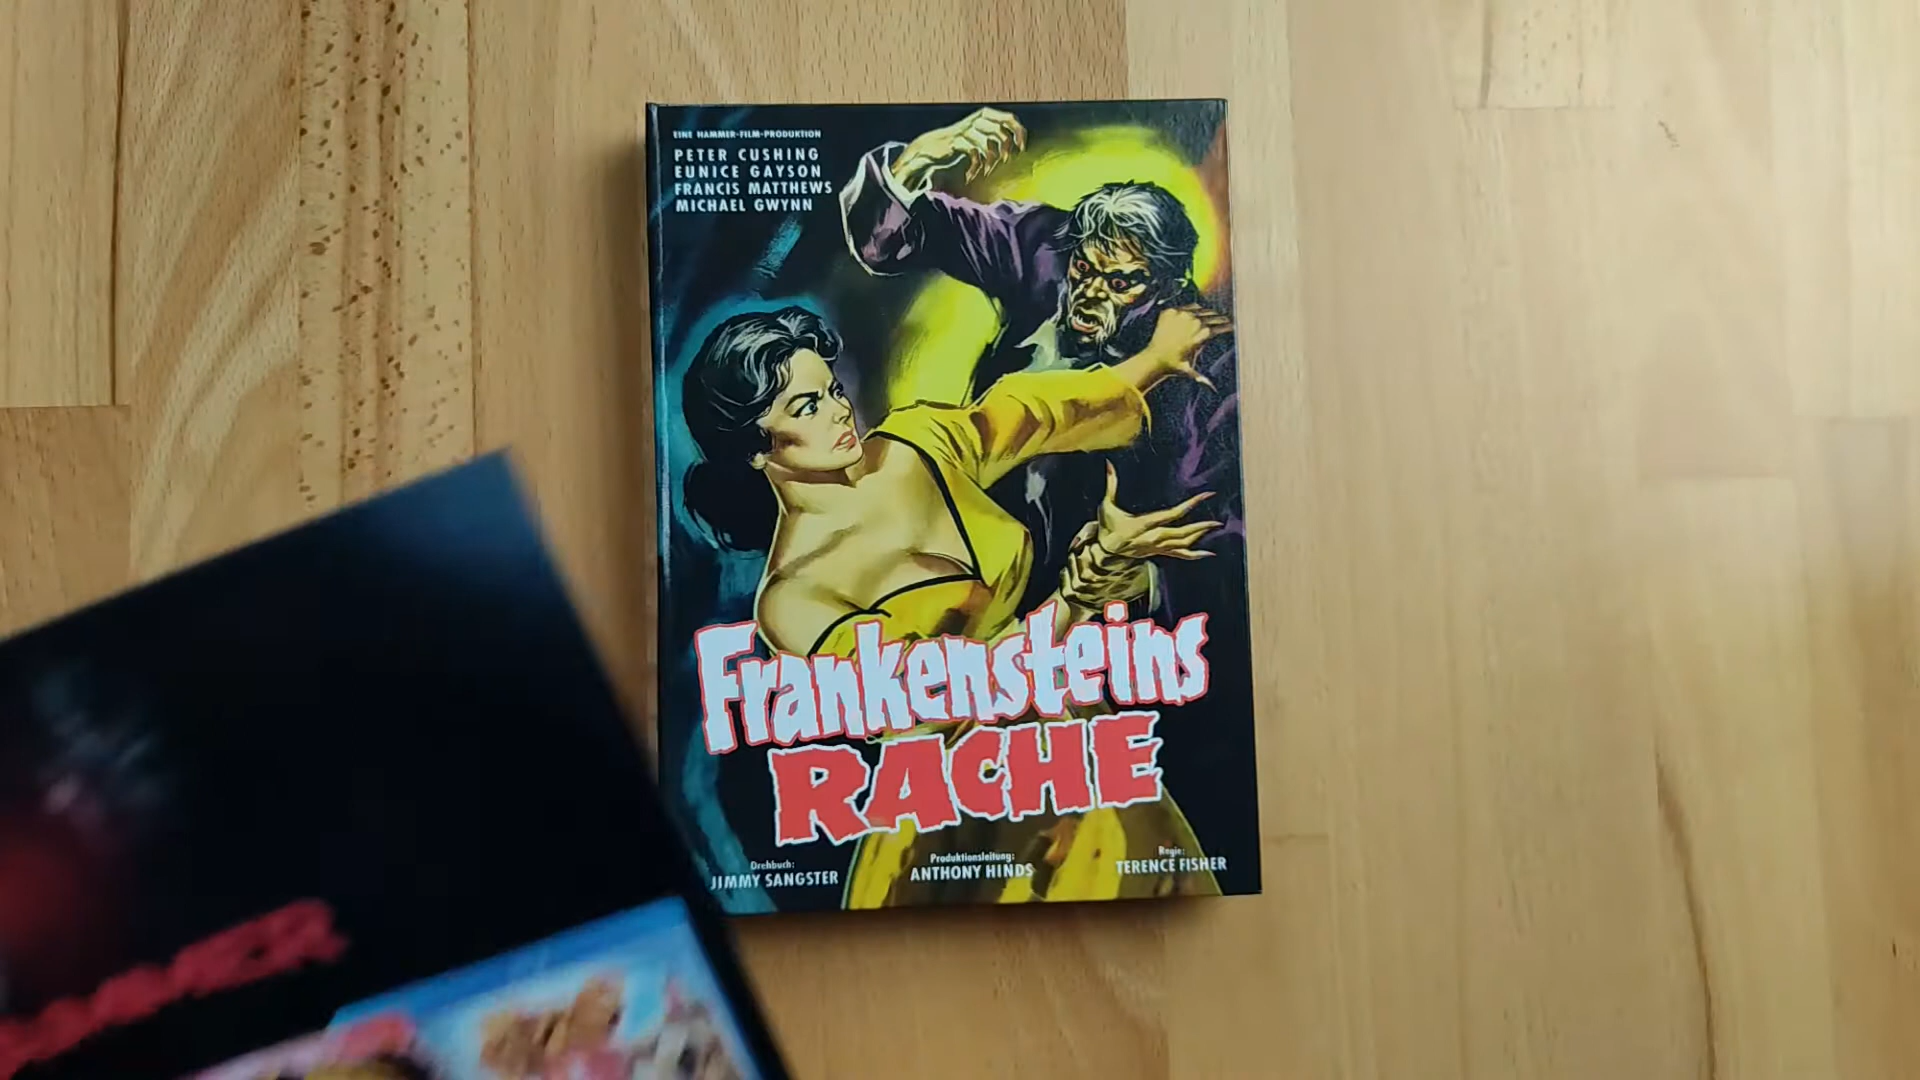 EINE HAMMER-FILM-PRODUKTION
PETER CUSHING
EUNICE GAYSON
FRANCIS MATTHEWS
MICHAEL GWYNN
Frankensteins
RACHE
Drehbuch:
JIMMY SANGSTER
Produktionsleitung:
ANTHONY HINDS
Regie:
TERENCE FISHER